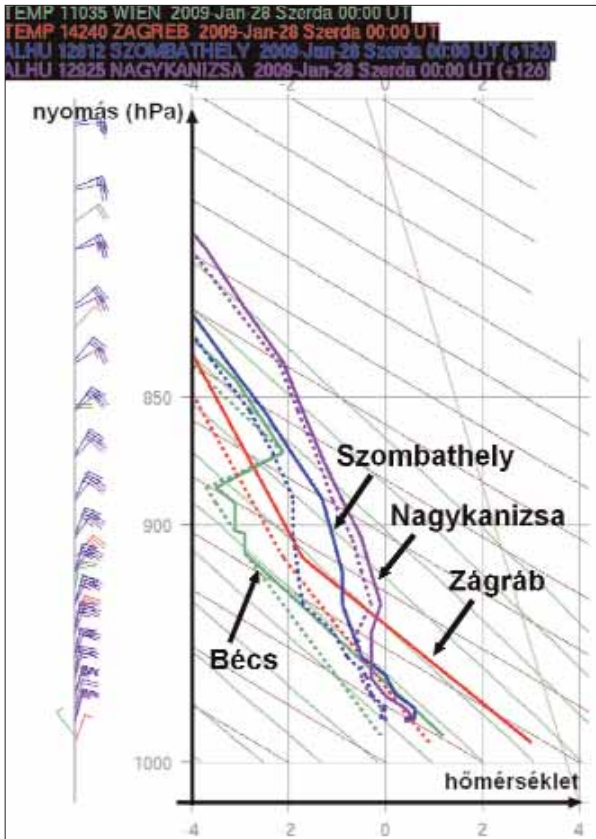 TEMP 11035 WIEN 2009-Jan-28 Szerda 00:00 UT
TEMP 14240 ZAGREB 2009-Jan-28 Szerda 00:00 UT
ALHU 12812 SZOMBATHELY 2009-Jan-28 Szerda 00:00 UT (+126)
ALHU 12925 NAGYKANIZSA 2009-Jan-28 Szerda 00:00 UT (+126)
-4 -2 0 2 4
nyomás (hPa)
850
Szombathely
Nagykanizsa
900
Zágráb
Bécs
1000
hőmérséklet
-4 -2 0 2 4